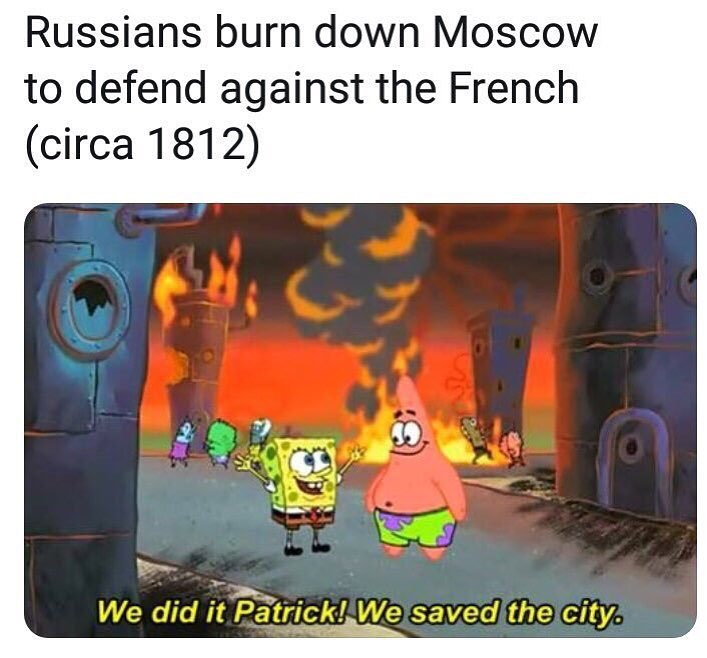 Russians burn down Moscow
to defend against the French
(circa 1812)
We did it Patrick! We saved the city.